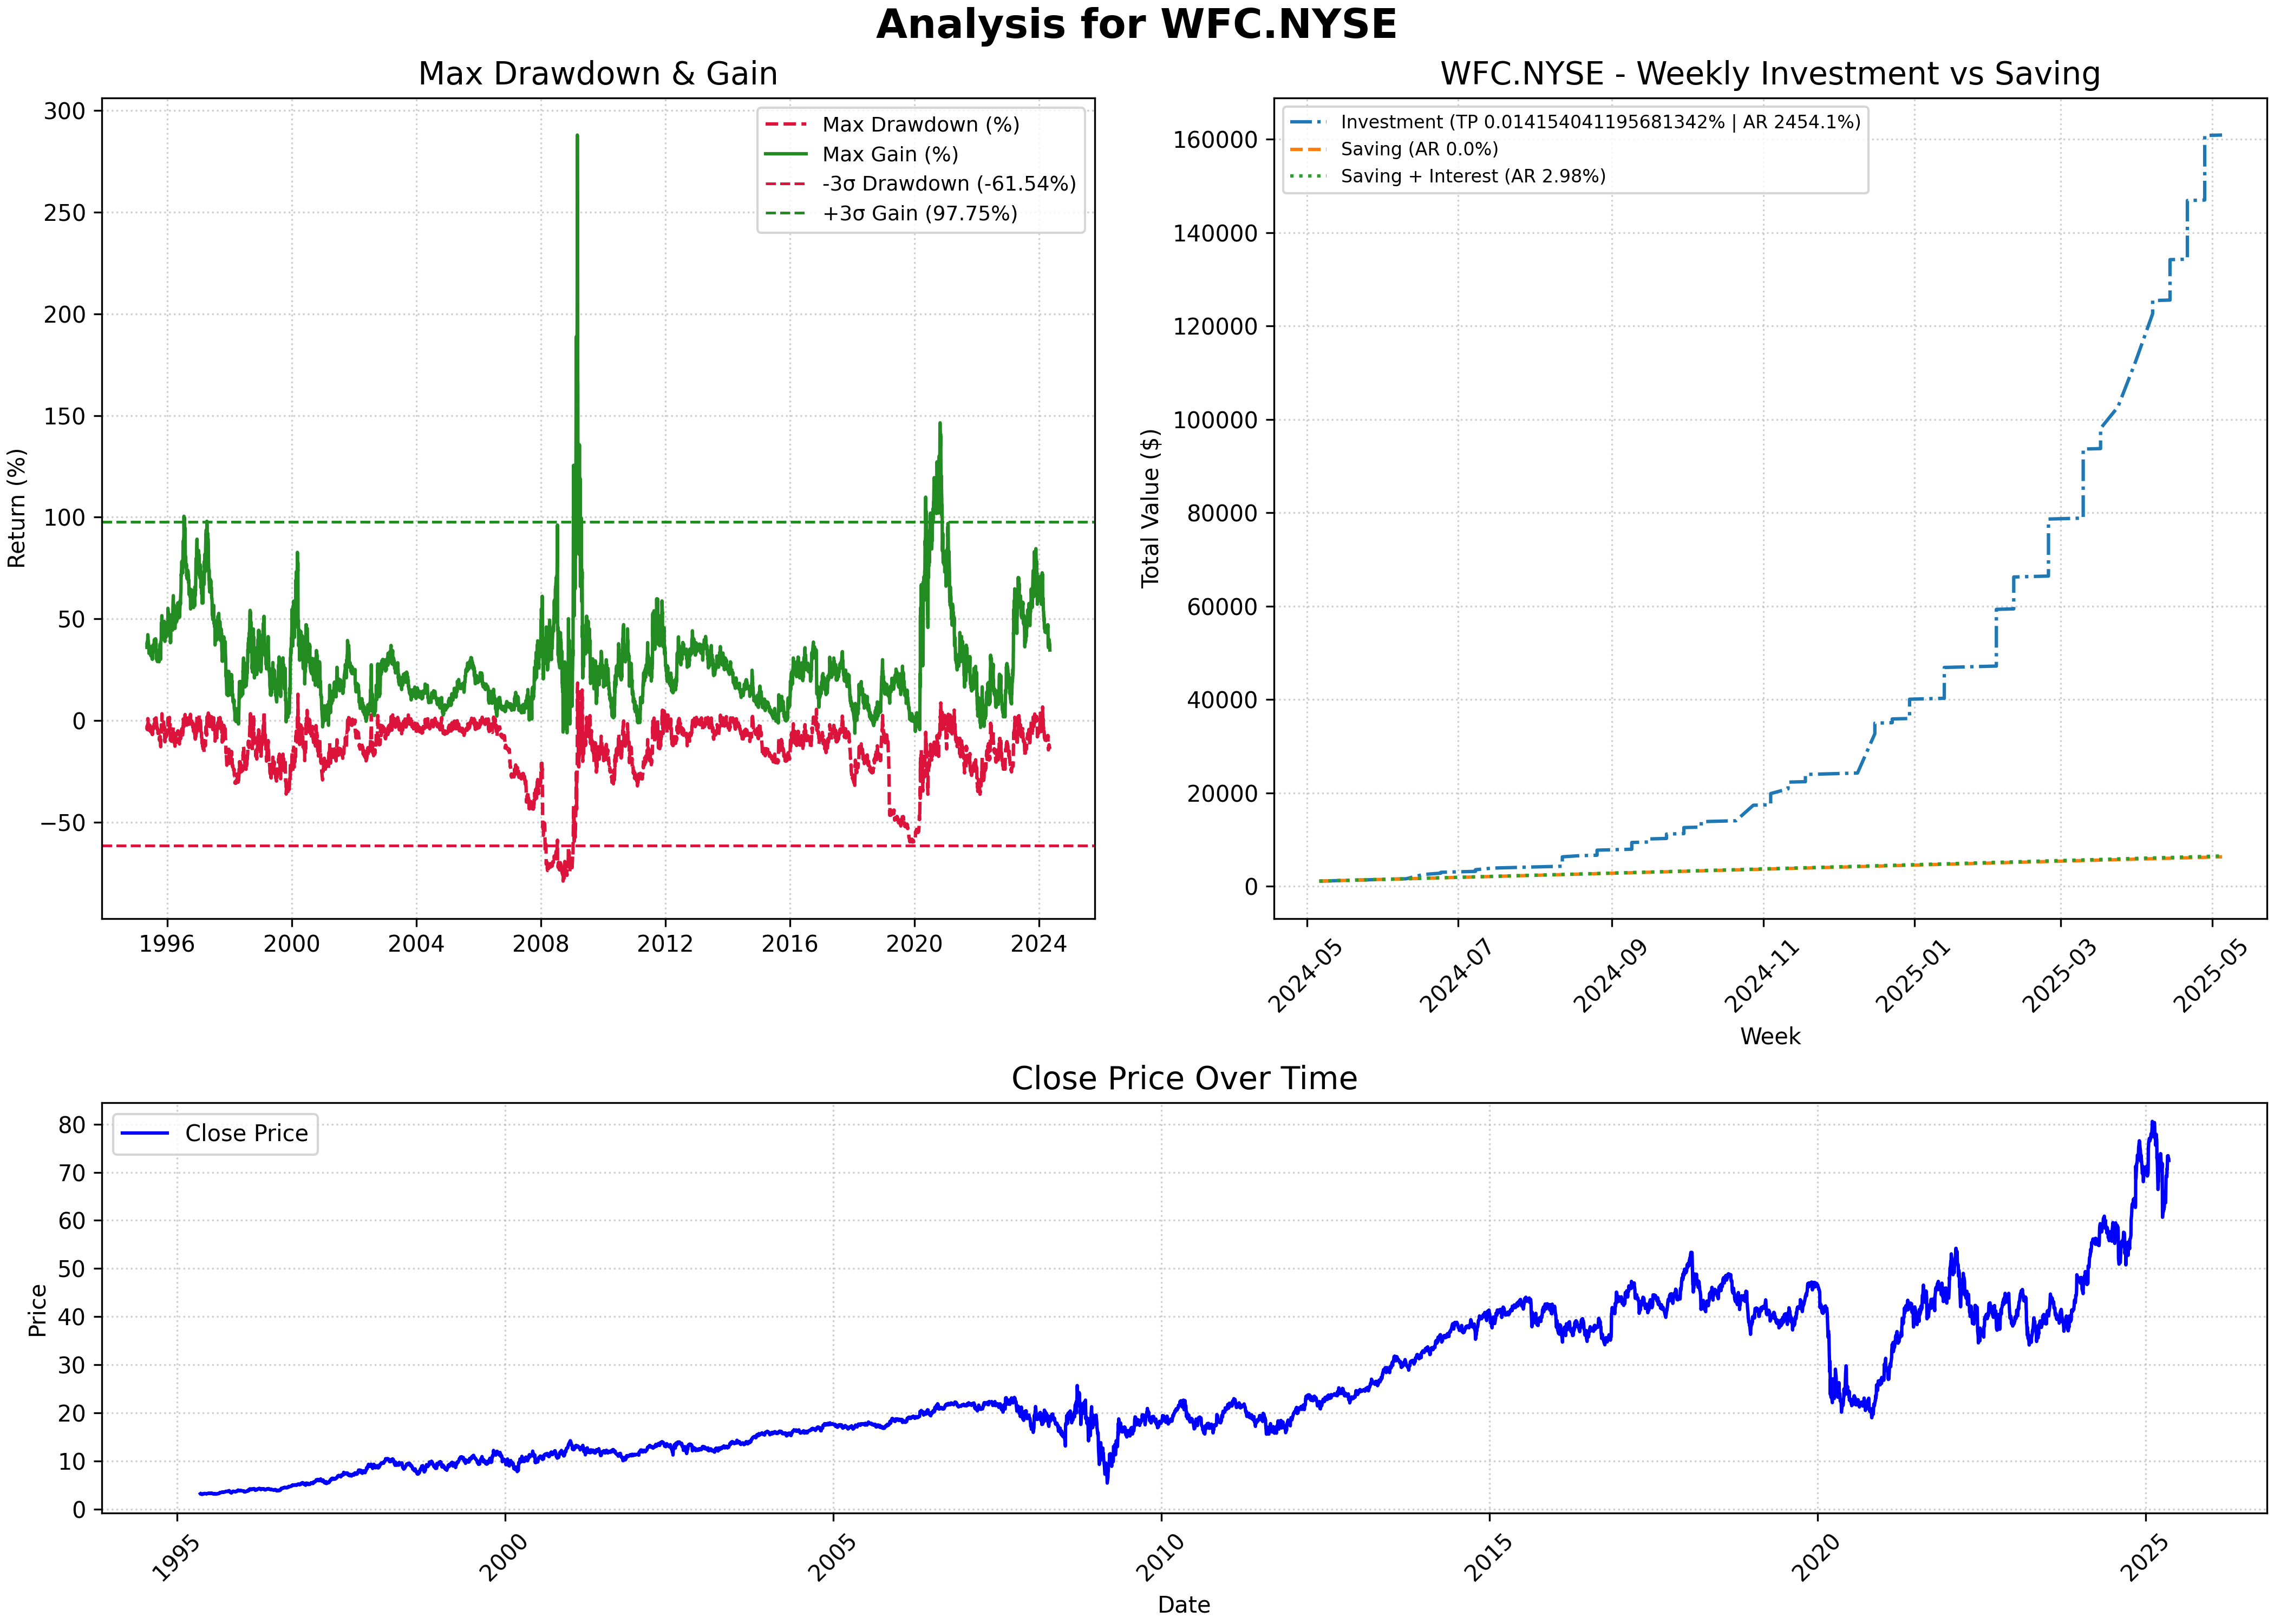 Analysis for WFC.NYSE
Max Drawdown & Gain
Return (%)
300
250
200
150
100
50
0
−50
Max Drawdown (%)
Max Gain (%)
-3σ Drawdown (-61.54%)
+3σ Gain (97.75%)
1996
2000
2004
2008
2012
2016
2020
2024
WFC.NYSE - Weekly Investment vs Saving
Total Value ($)
160000
140000
120000
100000
80000
60000
40000
20000
0
Investment (TP 0.014154041195681342% | AR 2454.1%)
Saving (AR 0.0%)
Saving + Interest (AR 2.98%)
2024-05
2024-07
2024-09
2024-11
2025-01
2025-03
2025-05
Week
Close Price Over Time
Price
80
70
60
50
40
30
20
10
0
Close Price
1995
2000
2005
2010
2015
2020
2025
Date